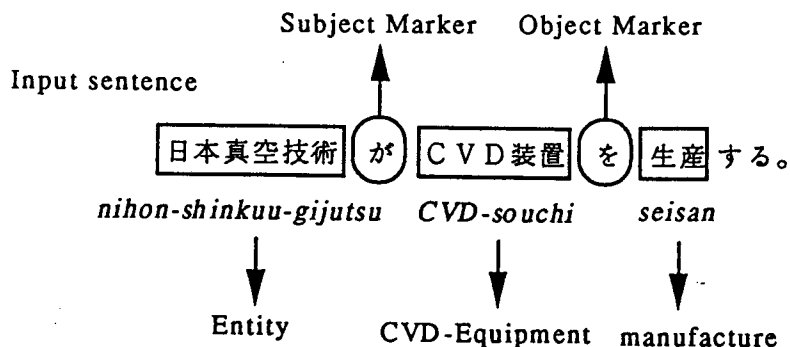 Subject Marker Object Marker
Input sentence
日本真空技術 が CVD装置 を 生産 する。
nihon-shinkuu-gijutsu CVD-souchi seisan
Entity CVD-Equipment manufacture